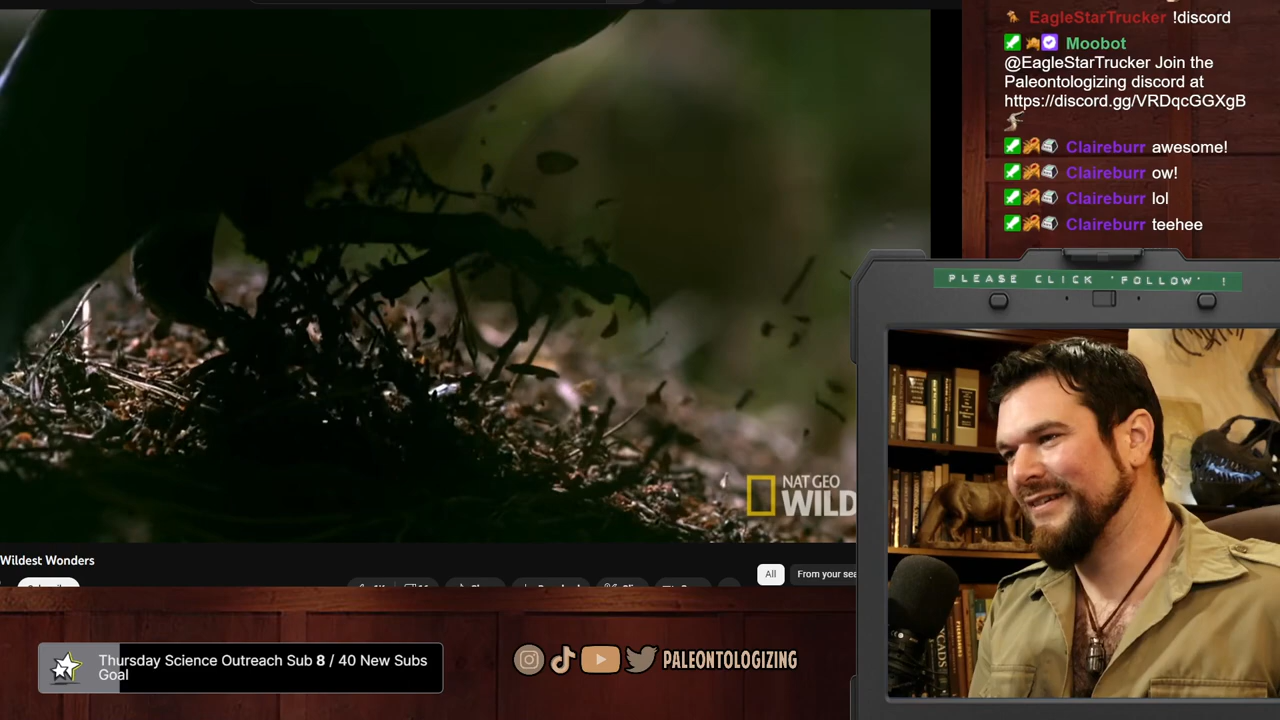 EagleStarTrucker !discord
Moobot
@EagleStarTrucker Join the
Paleontologizing discord at
https://discord.gg/VRDqcGGXgB
Claireburr awesome!
Claireburr ow!
Claireburr lol
Claireburr teehee
PLEASE CLICK 'FOLLOW' !
NAT GEO
WILD
Wildest Wonders
All
From your sea
CYCADS
Thursday Science Outreach Sub 8 / 40 New Subs
Goal
PALEONTOLOGIZING